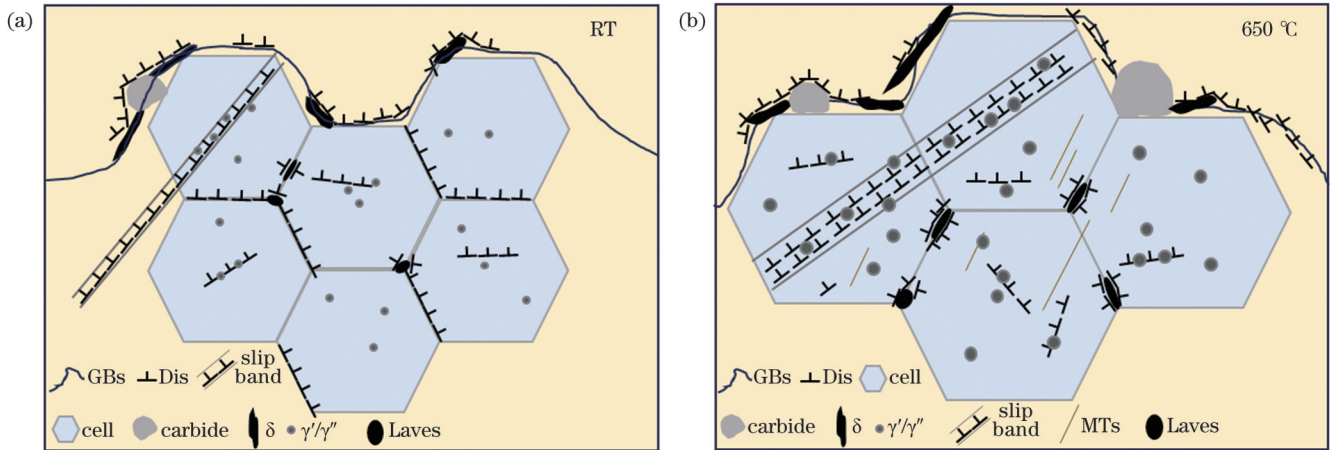 (a)
RT
GBs Dis slip band
cell carbide δ γ′/γ″ Laves
(b)
650 ℃
GBs Dis cell
carbide δ γ′/γ″ slip band MTs Laves